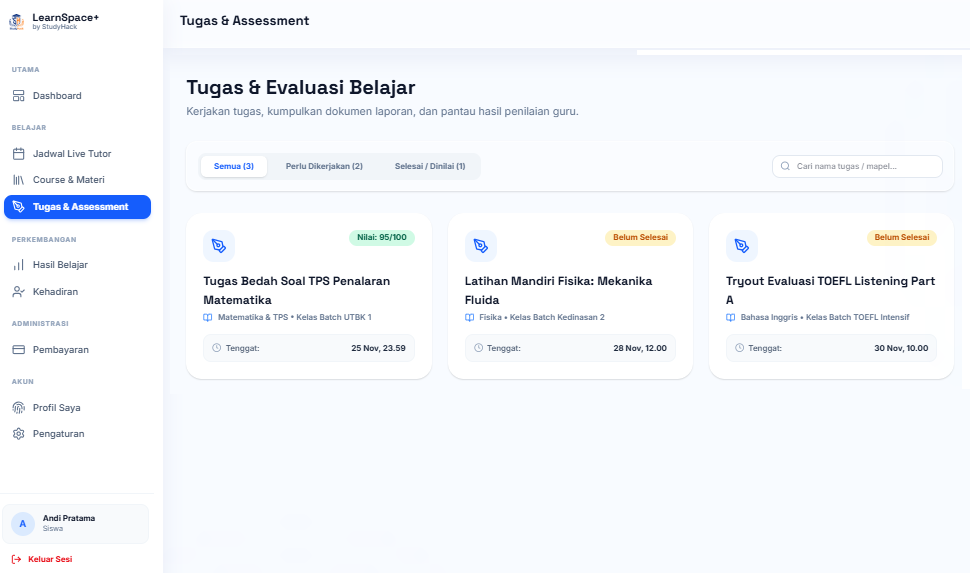 LearnSpace+
by StudyHack
UTAMA
Dashboard
BELAJAR
Jadwal Live Tutor
Course & Materi
Tugas & Assessment
PERKEMBANGAN
Hasil Belajar
Kehadiran
ADMINISTRASI
Pembayaran
AKUN
Profil Saya
Pengaturan
A
Andi Pratama
Siswa
Keluar Sesi
Tugas & Assessment
Tugas & Evaluasi Belajar
Kerjakan tugas, kumpulkan dokumen laporan, dan pantau hasil penilaian guru.
Semua (3)
Perlu Dikerjakan (2)
Selesai / Dinilai (1)
Cari nama tugas / mapel...
Nilai: 95/100
Tugas Bedah Soal TPS Penalaran
Matematika
Matematika & TPS • Kelas Batch UTBK 1
Tenggat: 25 Nov, 23.59
Belum Selesai
Latihan Mandiri Fisika: Mekanika
Fluida
Fisika • Kelas Batch Kedinasan 2
Tenggat: 28 Nov, 12.00
Belum Selesai
Tryout Evaluasi TOEFL Listening Part
A
Bahasa Inggris • Kelas Batch TOEFL Intensif
Tenggat: 30 Nov, 10.00